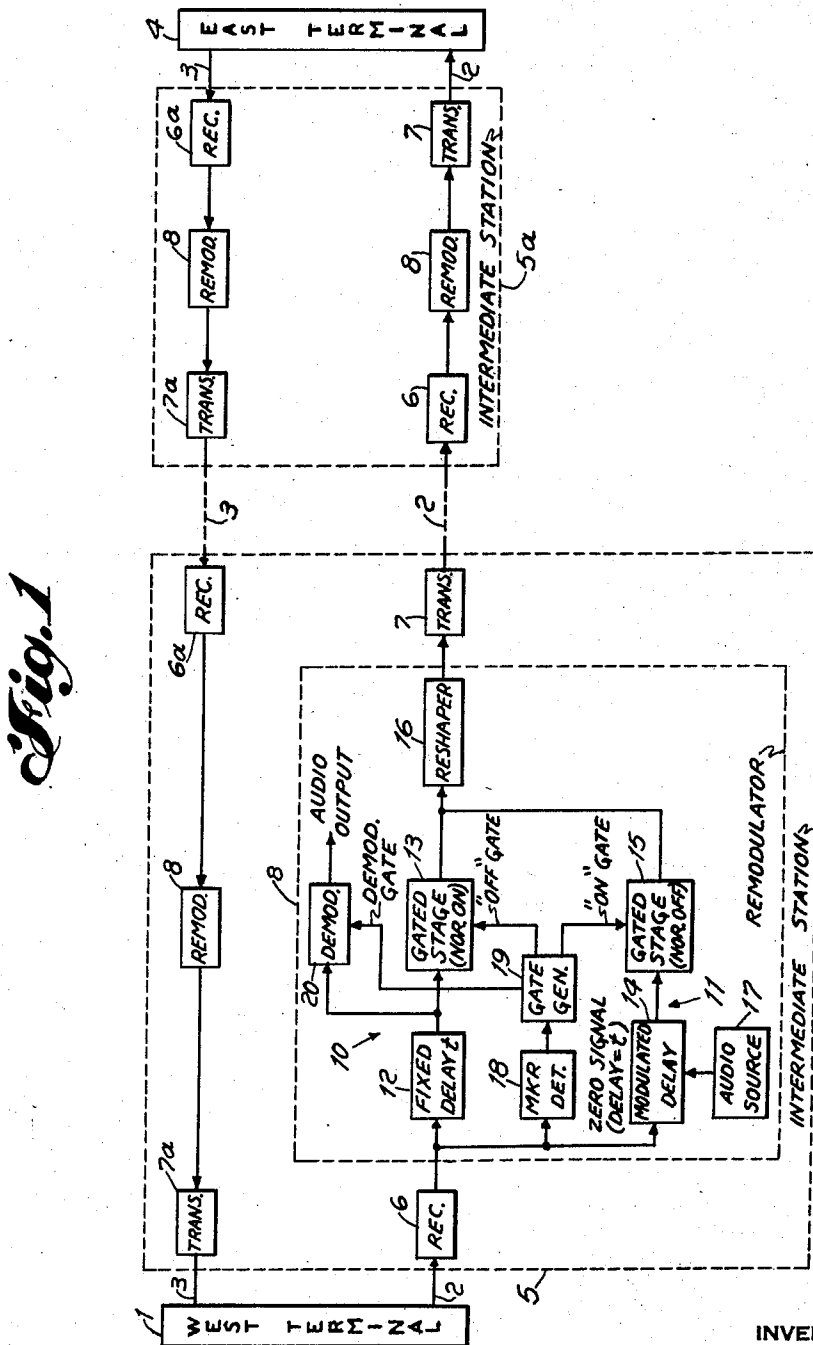 Fig. 1
1
WEST TERMINAL
3
2
5
7a
TRANS.
8
REMOD.
6a
REC.
3
6
REC.
8
10
12
FIXED
DELAY t
18
MKR
DET.
ZERO SIGNAL
(DELAY=t)
14
MODULATED
DELAY
11
17
AUDIO
SOURCE
19
GATE
GEN.
20
DEMOD.
AUDIO
OUTPUT
DEMOD.
GATE
13
GATED
STAGE
(NOR. ON)
"OFF" GATE
"ON" GATE
15
GATED
STAGE
(NOR. OFF)
16
RESHAPER
REMODULATOR
INTERMEDIATE STATION
7
TRANS.
2
7a
TRANS.
8
REMOD.
6a
REC.
3
6
REC.
8
REMOD.
7
TRANS.
2
INTERMEDIATE STATION
5a
4
EAST TERMINAL
INVE